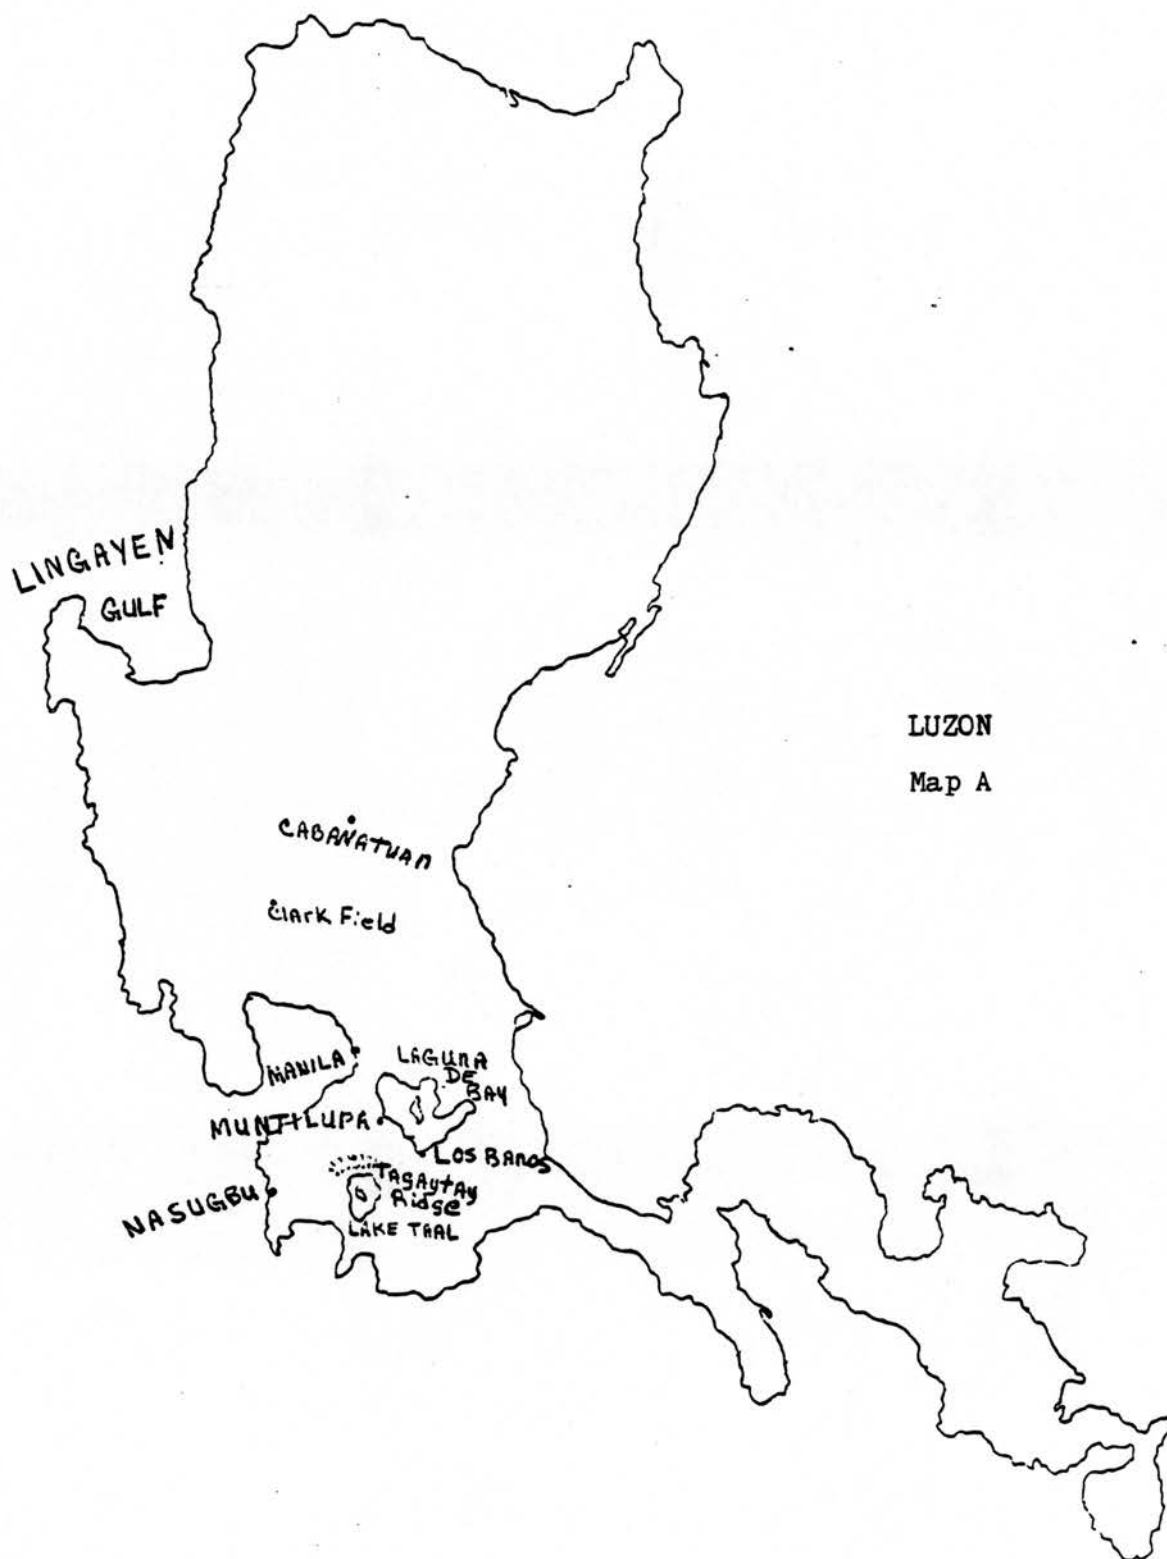 LINGAYEN
GULF
LUZON
Map A
CABANATUAN
Clark Field
MANILA
LAGUNA
DE
BAY
MUNTILUPA
LOS BANOS
TAGAYTAY
Ridge
NASUGBU
LAKE TAAL